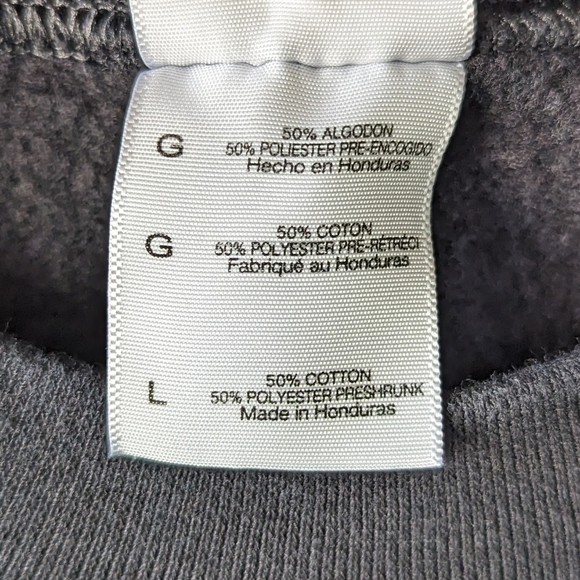 G
50% ALGODON
50% POLIESTER PRE-ENCOGIDO
Hecho en Honduras
G
50% COTON
50% POLYESTER PRÉ-RÉTRÉCI
Fabriqué au Honduras
L
50% COTTON
50% POLYESTER PRESHRUNK
Made in Honduras